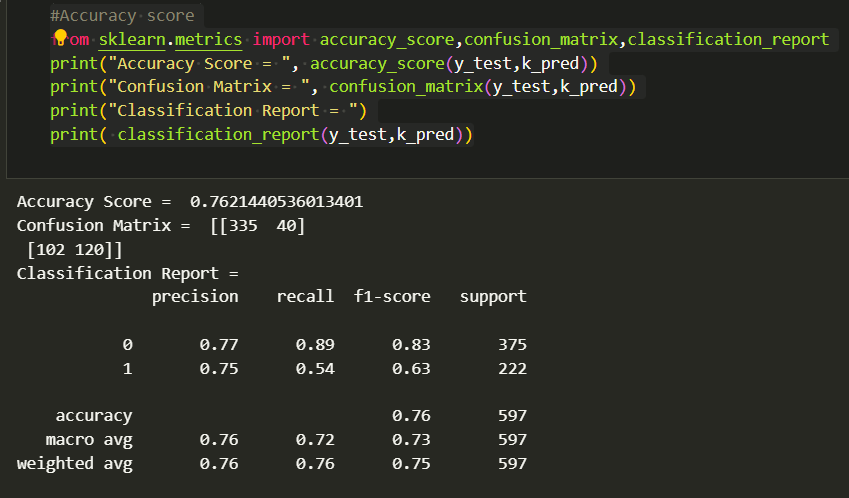 #Accuracy score
from sklearn.metrics import accuracy_score,confusion_matrix,classification_report
print("Accuracy Score = ", accuracy_score(y_test,k_pred))
print("Confusion Matrix = ", confusion_matrix(y_test,k_pred))
print("Classification Report = ")
print( classification_report(y_test,k_pred))
Accuracy Score =  0.7621440536013401
Confusion Matrix =  [[335  40]
 [102 120]]
Classification Report =
              precision    recall  f1-score   support
           0       0.77      0.89      0.83       375
           1       0.75      0.54      0.63       222
    accuracy                           0.76       597
   macro avg       0.76      0.72      0.73       597
weighted avg       0.76      0.76      0.75       597